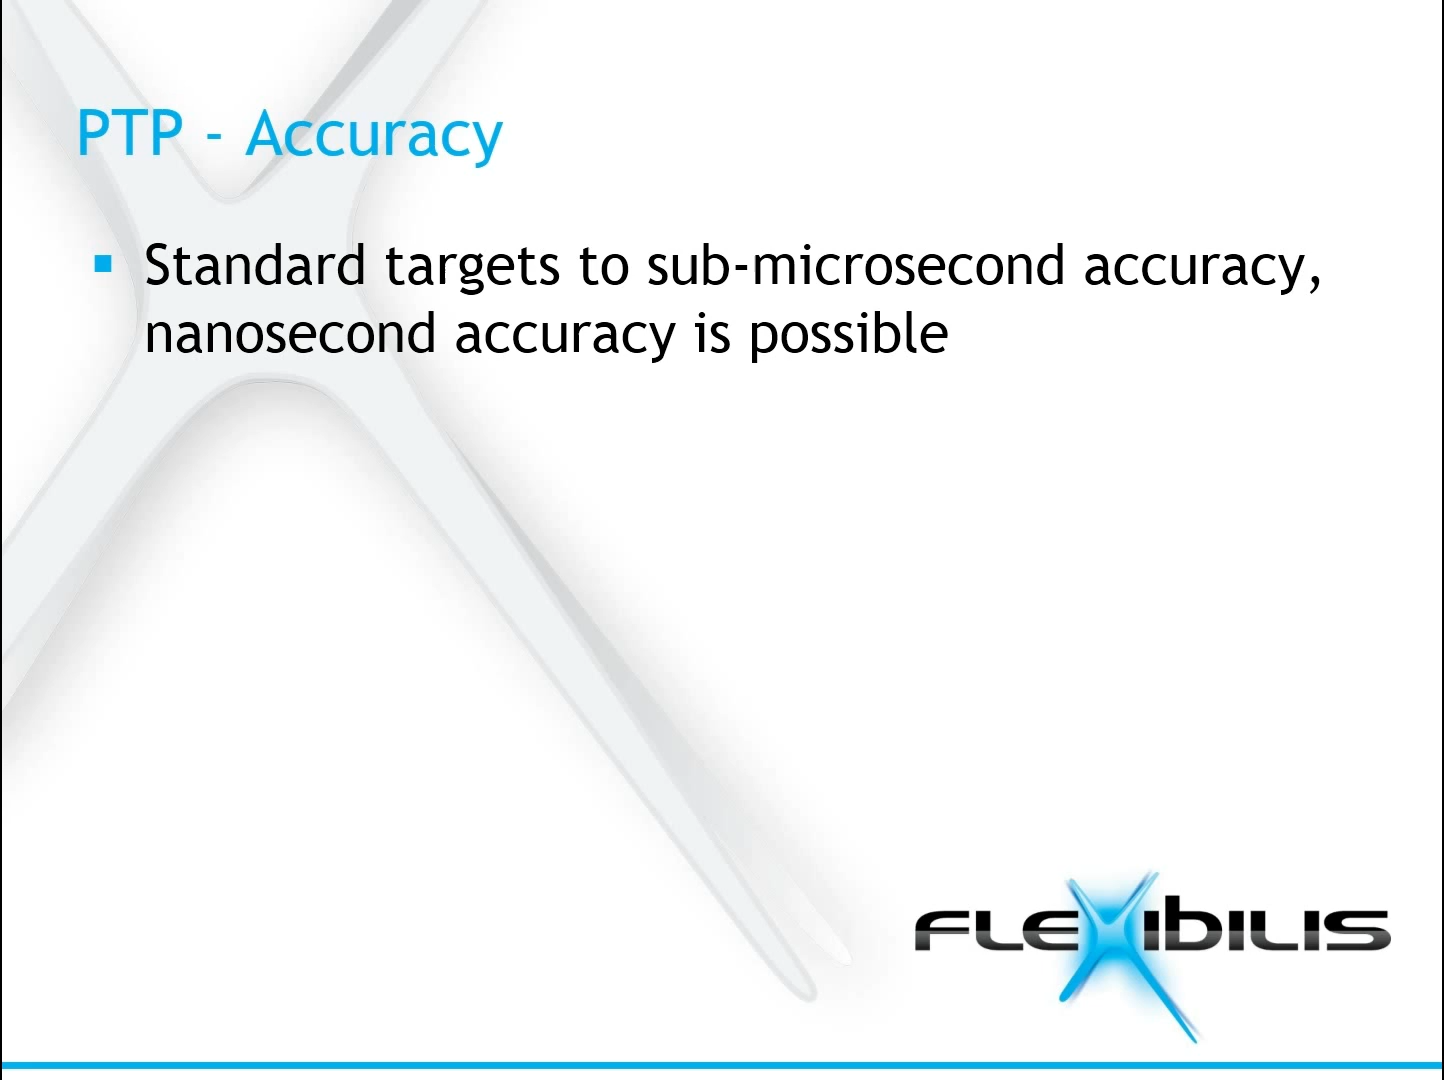 PTP - Accuracy
Standard targets to sub-microsecond accuracy,
nanosecond accuracy is possible
FLEXIBILIS